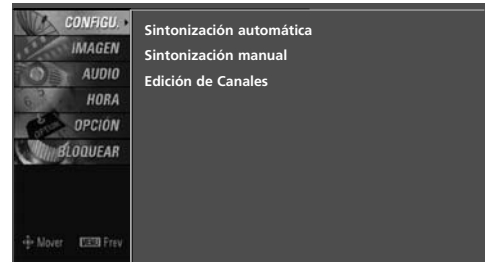 CONFIGU.
IMAGEN
AUDIO
HORA
OPCIÓN
BLOQUEAR
Mover MENU Prev
Sintonización automática
Sintonización manual
Edición de Canales